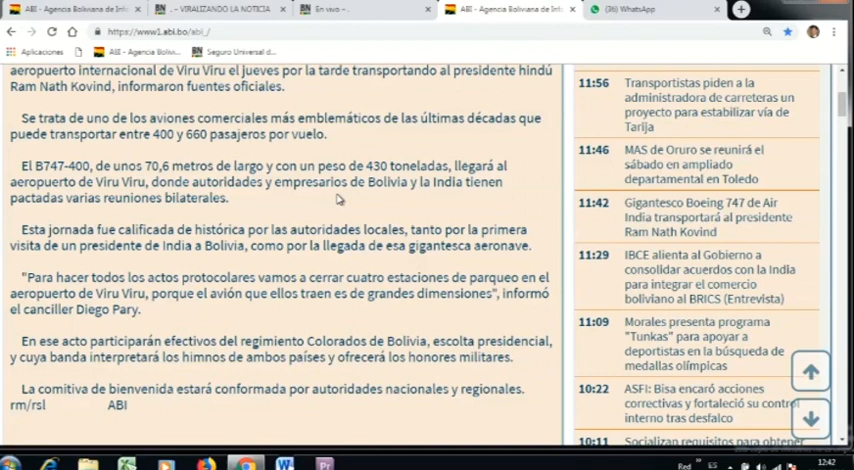 ABI - Agencia Boliviana de Infor
. – VIRALIZANDO LA NOTICIA
En vivo – .
ABI - Agencia Boliviana de Infor
(36) WhatsApp
https://www1.abi.bo/abi_/
Aplicaciones
ABI - Agencia Bolivi...
Seguro Universal d...
aeropuerto internacional de Viru Viru el jueves por la tarde transportando al presidente hindú
Ram Nath Kovind, informaron fuentes oficiales.
Se trata de uno de los aviones comerciales más emblemáticos de las últimas décadas que
puede transportar entre 400 y 660 pasajeros por vuelo.
El B747-400, de unos 70,6 metros de largo y con un peso de 430 toneladas, llegará al
aeropuerto de Viru Viru, donde autoridades y empresarios de Bolivia y la India tienen
pactadas varias reuniones bilaterales.
Esta jornada fue calificada de histórica por las autoridades locales, tanto por la primera
visita de un presidente de India a Bolivia, como por la llegada de esa gigantesca aeronave.
"Para hacer todos los actos protocolares vamos a cerrar cuatro estaciones de parqueo en el
aeropuerto de Viru Viru, porque el avión que ellos traen es de grandes dimensiones", informó
el canciller Diego Pary.
En ese acto participarán efectivos del regimiento Colorados de Bolivia, escolta presidencial,
y cuya banda interpretará los himnos de ambos países y ofrecerá los honores militares.
La comitiva de bienvenida estará conformada por autoridades nacionales y regionales.
rm/rsl ABI
11:56 Transportistas piden a la
administradora de carreteras un
proyecto para estabilizar vía de
Tarija
11:46 MAS de Oruro se reunirá el
sábado en ampliado
departamental en Toledo
11:42 Gigantesco Boeing 747 de Air
India transportará al presidente
Ram Nath Kovind
11:29 IBCE alienta al Gobierno a
consolidar acuerdos con la India
para integrar el comercio
boliviano al BRICS (Entrevista)
11:09 Morales presenta programa
"Tunkas" para apoyar a
deportistas en la búsqueda de
medallas olímpicas
10:22 ASFI: Bisa encaró acciones
correctivas y fortaleció su control
interno tras desfalco
10:11 Socializan requisitos para obtener
Red
ES
12:42